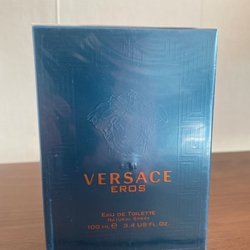 VERSACE
EROS
EAU DE TOILETTE
NATURAL SPRAY
100 ml ℮ 3.4 US FL.OZ.